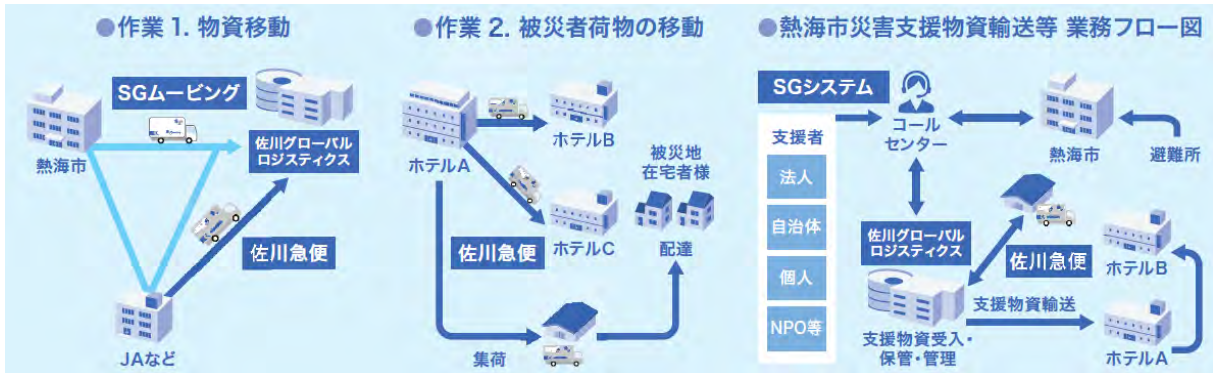 ●作業 1. 物資移動
SGムービング
熱海市
佐川グローバル
ロジスティクス
佐川急便
JAなど
●作業 2. 被災者荷物の移動
ホテルA
ホテルB
被災地
在宅者様
佐川急便
ホテルC
配達
集荷
●熱海市災害支援物資輸送等 業務フロー図
SGシステム
支援者
法人
自治体
個人
NPO等
コール
センター
熱海市
避難所
佐川グローバル
ロジスティクス
佐川急便
ホテルB
支援物資輸送
支援物資受入・
保管・管理
ホテルA